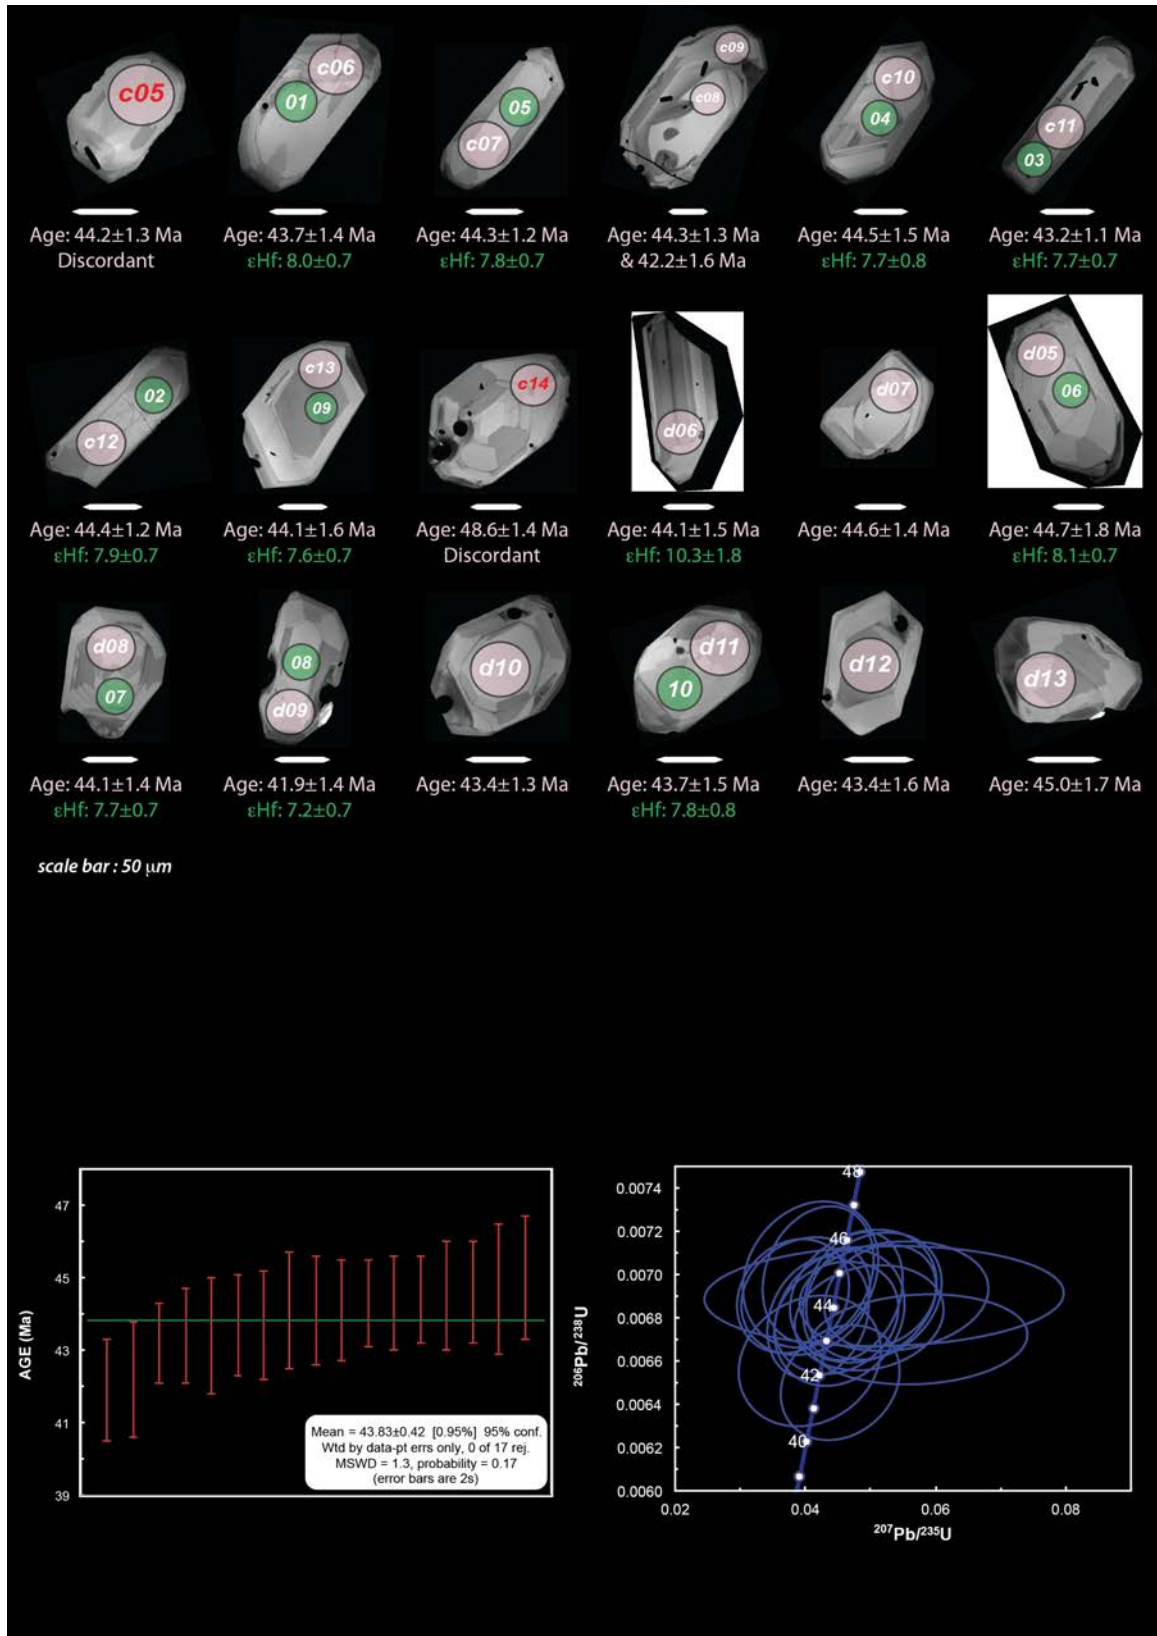 c05
c06
01
05
c07
c09
c08
c10
04
c11
03
Age: 44.2±1.3 Ma
Discordant
Age: 43.7±1.4 Ma
εHf: 8.0±0.7
Age: 44.3±1.2 Ma
εHf: 7.8±0.7
Age: 44.3±1.3 Ma
& 42.2±1.6 Ma
Age: 44.5±1.5 Ma
εHf: 7.7±0.8
Age: 43.2±1.1 Ma
εHf: 7.7±0.7
02
c12
c13
09
c14
d06
d07
d05
06
Age: 44.4±1.2 Ma
εHf: 7.9±0.7
Age: 44.1±1.6 Ma
εHf: 7.6±0.7
Age: 48.6±1.4 Ma
Discordant
Age: 44.1±1.5 Ma
εHf: 10.3±1.8
Age: 44.6±1.4 Ma
Age: 44.7±1.8 Ma
εHf: 8.1±0.7
d08
07
08
d09
d10
d11
10
d12
d13
Age: 44.1±1.4 Ma
εHf: 7.7±0.7
Age: 41.9±1.4 Ma
εHf: 7.2±0.7
Age: 43.4±1.3 Ma
Age: 43.7±1.5 Ma
εHf: 7.8±0.8
Age: 43.4±1.6 Ma
Age: 45.0±1.7 Ma
scale bar : 50 μm
47
45
43
41
39
AGE (Ma)
Mean = 43.83±0.42 [0.95%] 95% conf.
Wtd by data-pt errs only, 0 of 17 rej.
MSWD = 1.3, probability = 0.17
(error bars are 2s)
0.0074
0.0072
0.0070
0.0068
0.0066
0.0064
0.0062
0.0060
206Pb/238U
48
46
44
42
40
0.02
0.04
0.06
0.08
207Pb/235U